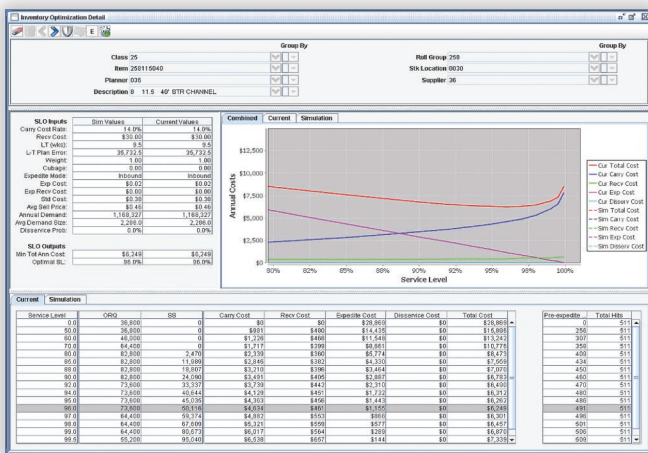 Inventory Optimization Detail
E
Group By Group By
Class 25 Roll Group 258
Item 258115040 Stk Location 0030
Planner 036 Supplier 36
Description 8 11.5 40' STR CHANNEL
SLO Inputs Sim Values Current Values
Carry Cost Rate: 14.0% 14.0%
Recv Cost: $30.00 $30.00
LT (wks): 9.5 9.5
L-T Plan Error: 35,732.5 35,732.5
Weight: 1.00 1.00
Cubage: 0.00 0.00
Expedite Mode: Inbound Inbound
Exp Cost: $0.02 $0.02
Exp Recv Cost: $0.00 $0.00
Std Cost: $0.38 $0.38
Avg Sell Price: $0.46 $0.46
Annual Demand: 1,168,327 1,168,327
Avg Demand Size: 2,286.0 2,286.0
Disservice Prob: 0.0% 0.0%
SLO Outputs
Min Tot Ann Cost: $6,249 $6,249
Optimal SL: 96.0% 96.0%
Combined Current Simulation
Annual Costs
$12,500
$10,000
$7,500
$5,000
$2,500
$0
80% 82% 85% 88% 90% 92% 95% 98% 100%
Service Level
Cur Total Cost
Cur Carry Cost
Cur Recv Cost
Cur Exp Cost
Cur Disserv Cost
Sim Total Cost
Sim Carry Cost
Sim Recv Cost
Sim Exp Cost
Sim Disserv Cost
Current Simulation
Service Level ORQ SS Carry Cost Recv Cost Expedite Cost Disservice Cost Total Cost Pre-expedite ... Total Hits
0.0 36,800 0 $0 $0 $28,869 $0 $28,869 0 511
50.0 36,800 0 $981 $480 $14,435 $0 $15,896 256 511
60.0 46,000 0 $1,226 $468 $11,548 $0 $13,242 307 511
70.0 64,400 0 $1,717 $399 $8,661 $0 $10,776 358 511
80.0 82,800 2,470 $2,339 $360 $5,774 $0 $8,473 409 511
85.0 82,800 11,989 $2,846 $382 $4,330 $0 $7,559 434 511
88.0 82,800 18,807 $3,210 $396 $3,464 $0 $7,070 450 511
90.0 82,800 24,090 $3,491 $405 $2,887 $0 $6,783 460 511
92.0 73,600 33,337 $3,739 $442 $2,310 $0 $6,490 470 511
94.0 73,600 40,644 $4,128 $451 $1,732 $0 $6,312 480 511
95.0 73,600 45,035 $4,363 $456 $1,443 $0 $6,262 486 511
96.0 73,600 50,116 $4,634 $461 $1,155 $0 $6,249 491 511
97.0 64,400 59,374 $4,882 $553 $866 $0 $6,301 496 511
98.0 64,400 67,609 $5,321 $559 $577 $0 $6,457 501 511
99.0 64,400 80,673 $6,017 $564 $289 $0 $6,870 506 511
99.5 55,200 95,040 $6,538 $657 $144 $0 $7,339 509 511